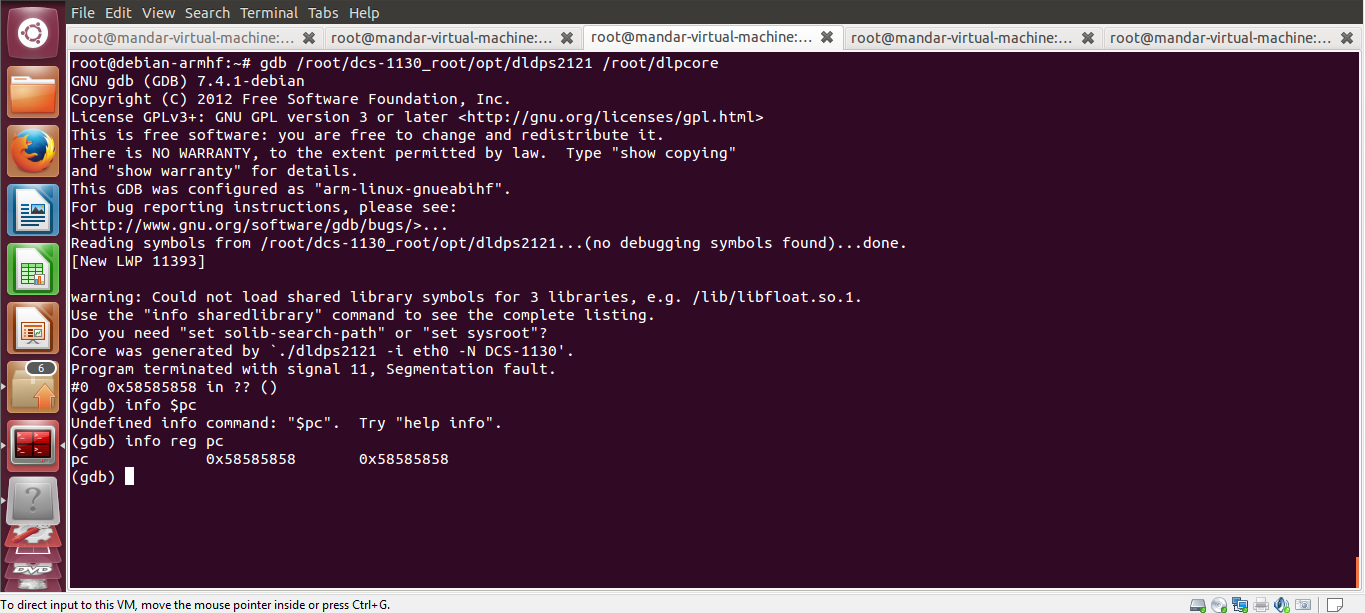 File Edit View Search Terminal Tabs Help
root@mandar-virtual-machine:... root@mandar-virtual-machine:... root@mandar-virtual-machine:... root@mandar-virtual-machine:... root@mandar-virtual-machine:...
root@debian-armhf:~# gdb /root/dcs-1130_root/opt/dldps2121 /root/dlpcore
GNU gdb (GDB) 7.4.1-debian
Copyright (C) 2012 Free Software Foundation, Inc.
License GPLv3+: GNU GPL version 3 or later <http://gnu.org/licenses/gpl.html>
This is free software: you are free to change and redistribute it.
There is NO WARRANTY, to the extent permitted by law.  Type "show copying"
and "show warranty" for details.
This GDB was configured as "arm-linux-gnueabihf".
For bug reporting instructions, please see:
<http://www.gnu.org/software/gdb/bugs/>...
Reading symbols from /root/dcs-1130_root/opt/dldps2121...(no debugging symbols found)...done.
[New LWP 11393]
warning: Could not load shared library symbols for 3 libraries, e.g. /lib/libfloat.so.1.
Use the "info sharedlibrary" command to see the complete listing.
Do you need "set solib-search-path" or "set sysroot"?
Core was generated by `./dldps2121 -i eth0 -N DCS-1130'.
Program terminated with signal 11, Segmentation fault.
#0  0x58585858 in ?? ()
(gdb) info $pc
Undefined info command: "$pc".  Try "help info".
(gdb) info reg pc
pc             0x58585858       0x58585858
(gdb)
6
DVD
To direct input to this VM, move the mouse pointer inside or press Ctrl+G.